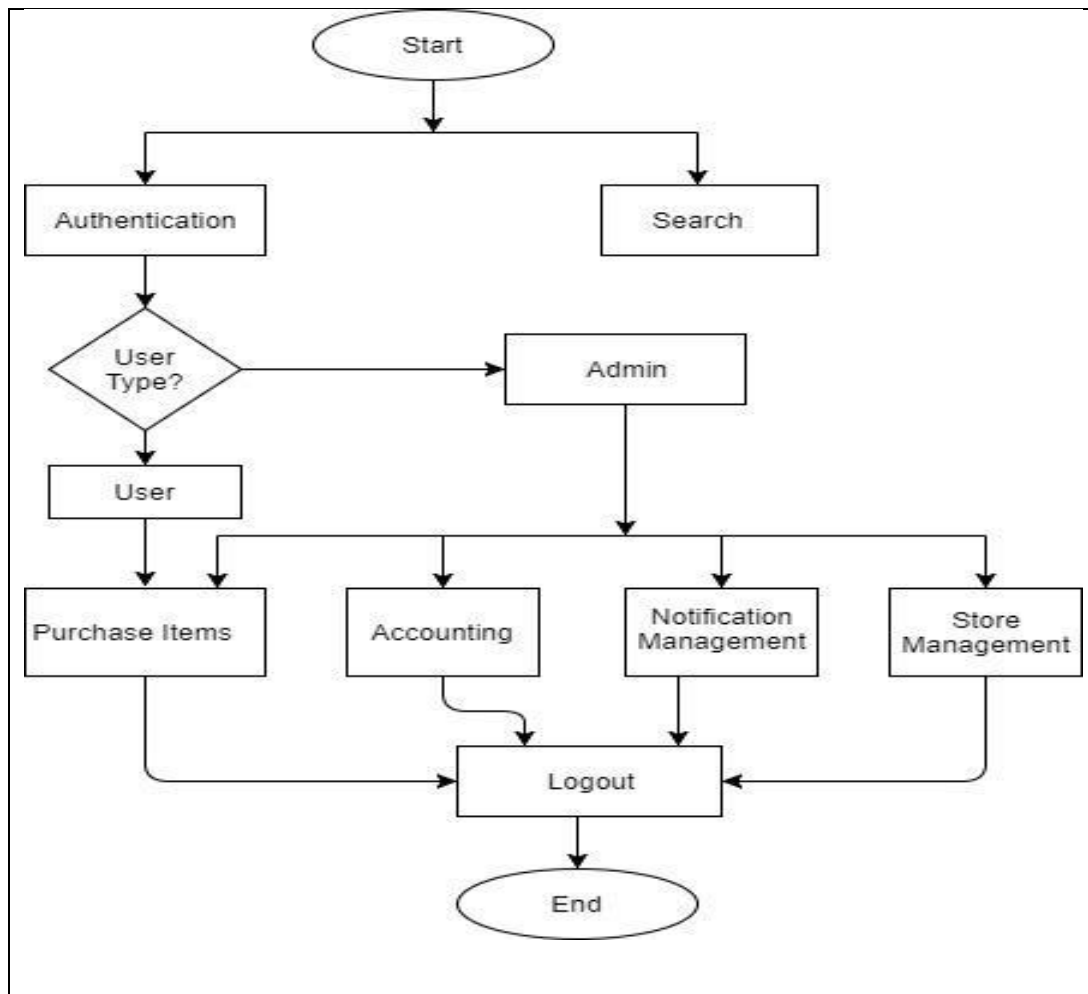 Start
Authentication
Search
User
Type?
Admin
User
Purchase Items
Accounting
Notification
Management
Store
Management
Logout
End